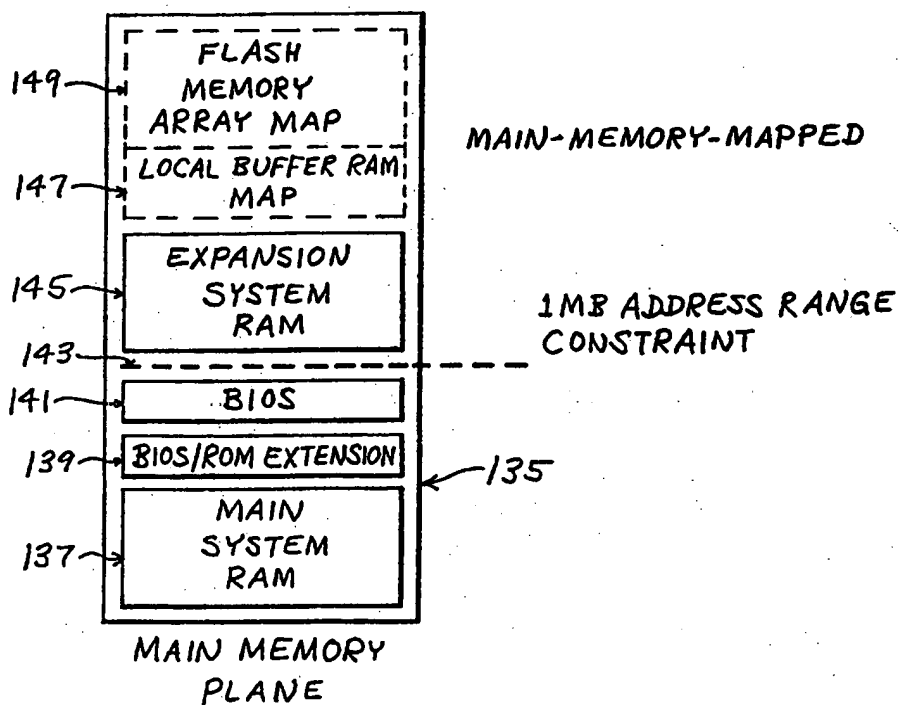 FLASH
MEMORY
ARRAY MAP
149
MAIN-MEMORY-MAPPED
LOCAL BUFFER RAM
MAP
147
EXPANSION
SYSTEM
RAM
145
1MB ADDRESS RANGE
CONSTRAINT
143
BIOS
141
BIOS/ROM EXTENSION
139
135
MAIN
SYSTEM
RAM
137
MAIN MEMORY
PLANE